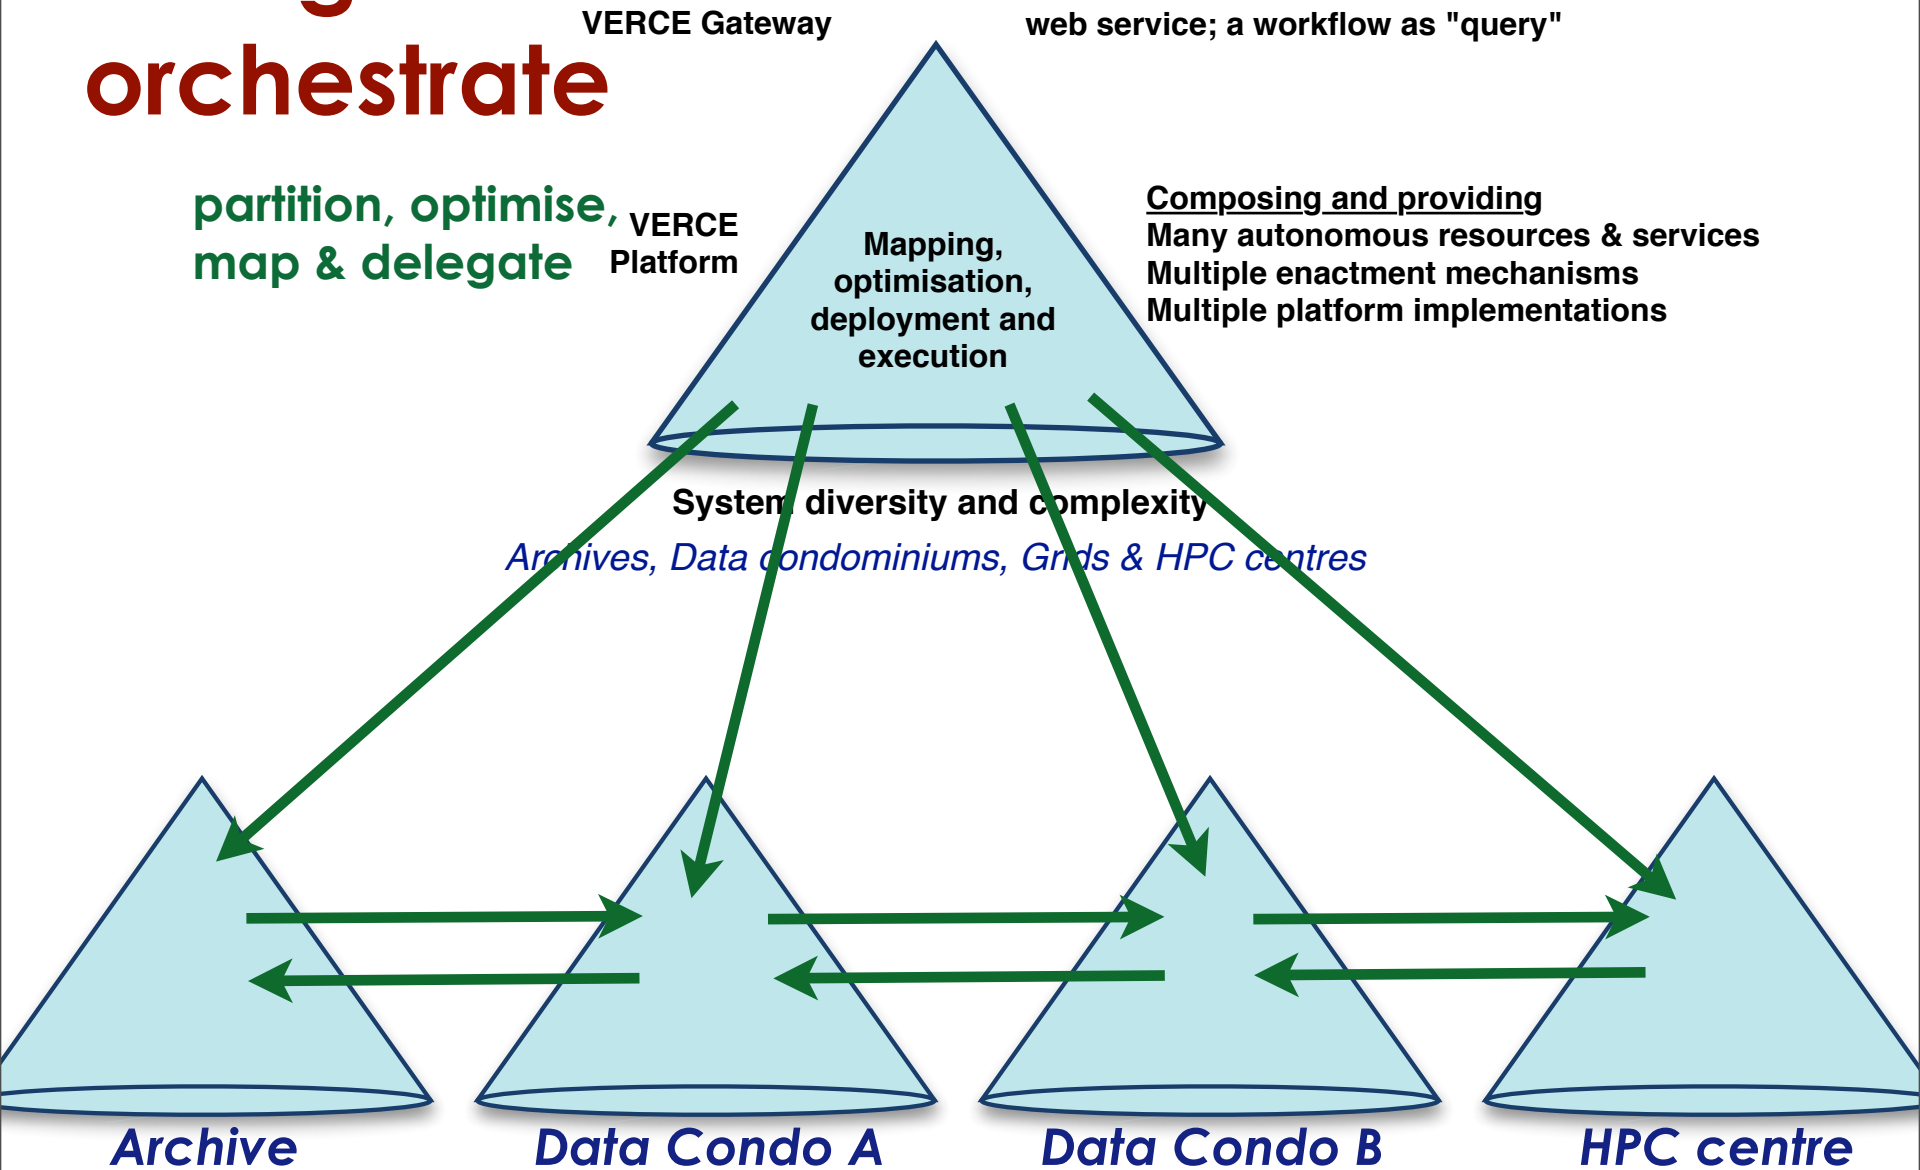 VERCE Gateway
web service; a workflow as "query"
orchestrate
partition, optimise,
map & delegate
VERCE
Platform
Mapping,
optimisation,
deployment and
execution
Composing and providing
Many autonomous resources & services
Multiple enactment mechanisms
Multiple platform implementations
System diversity and complexity
Archives, Data condominiums, Grids & HPC centres
Archive
Data Condo A
Data Condo B
HPC centre